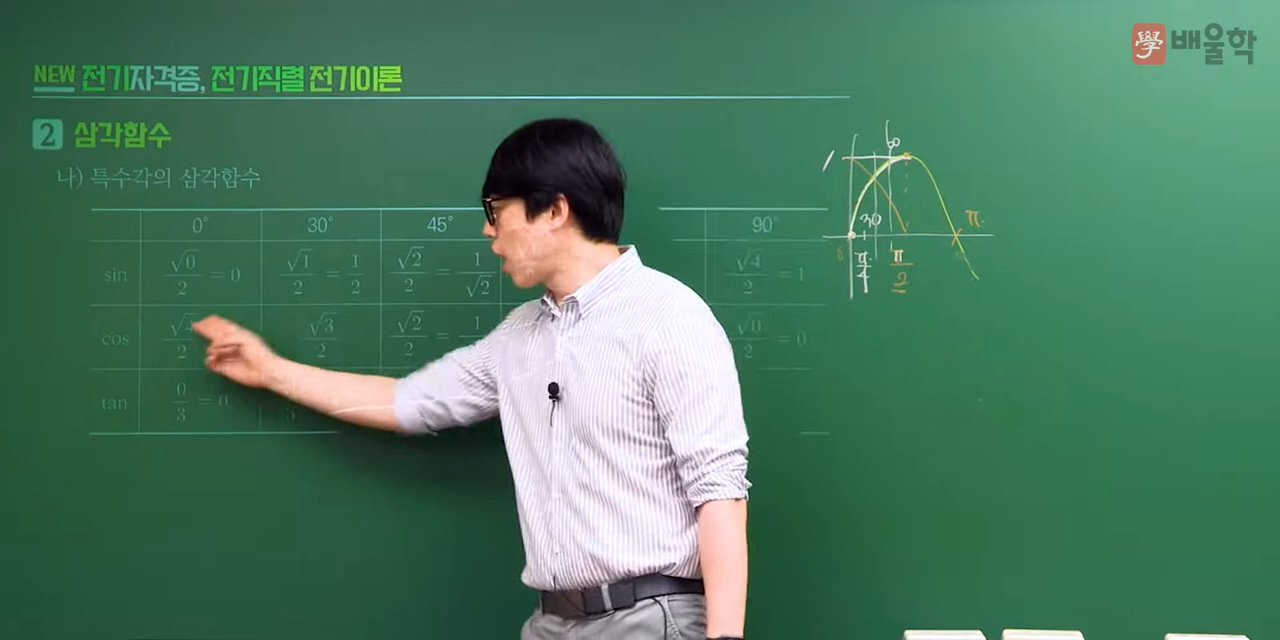 學 배울학
NEW 전기자격증, 전기직렬 전기이론
2 삼각함수
나) 특수각의 삼각함수
0° 30° 45° 90°
sin √0/2 = 0 √1/2 = 1/2 √2/2 = 1/√2 √4/2 = 1
cos √4/2 √3/2 √2/2 = 1 √0/2 = 0
tan 0/3 = 0
1 60
30 π
0 π/4 π/2